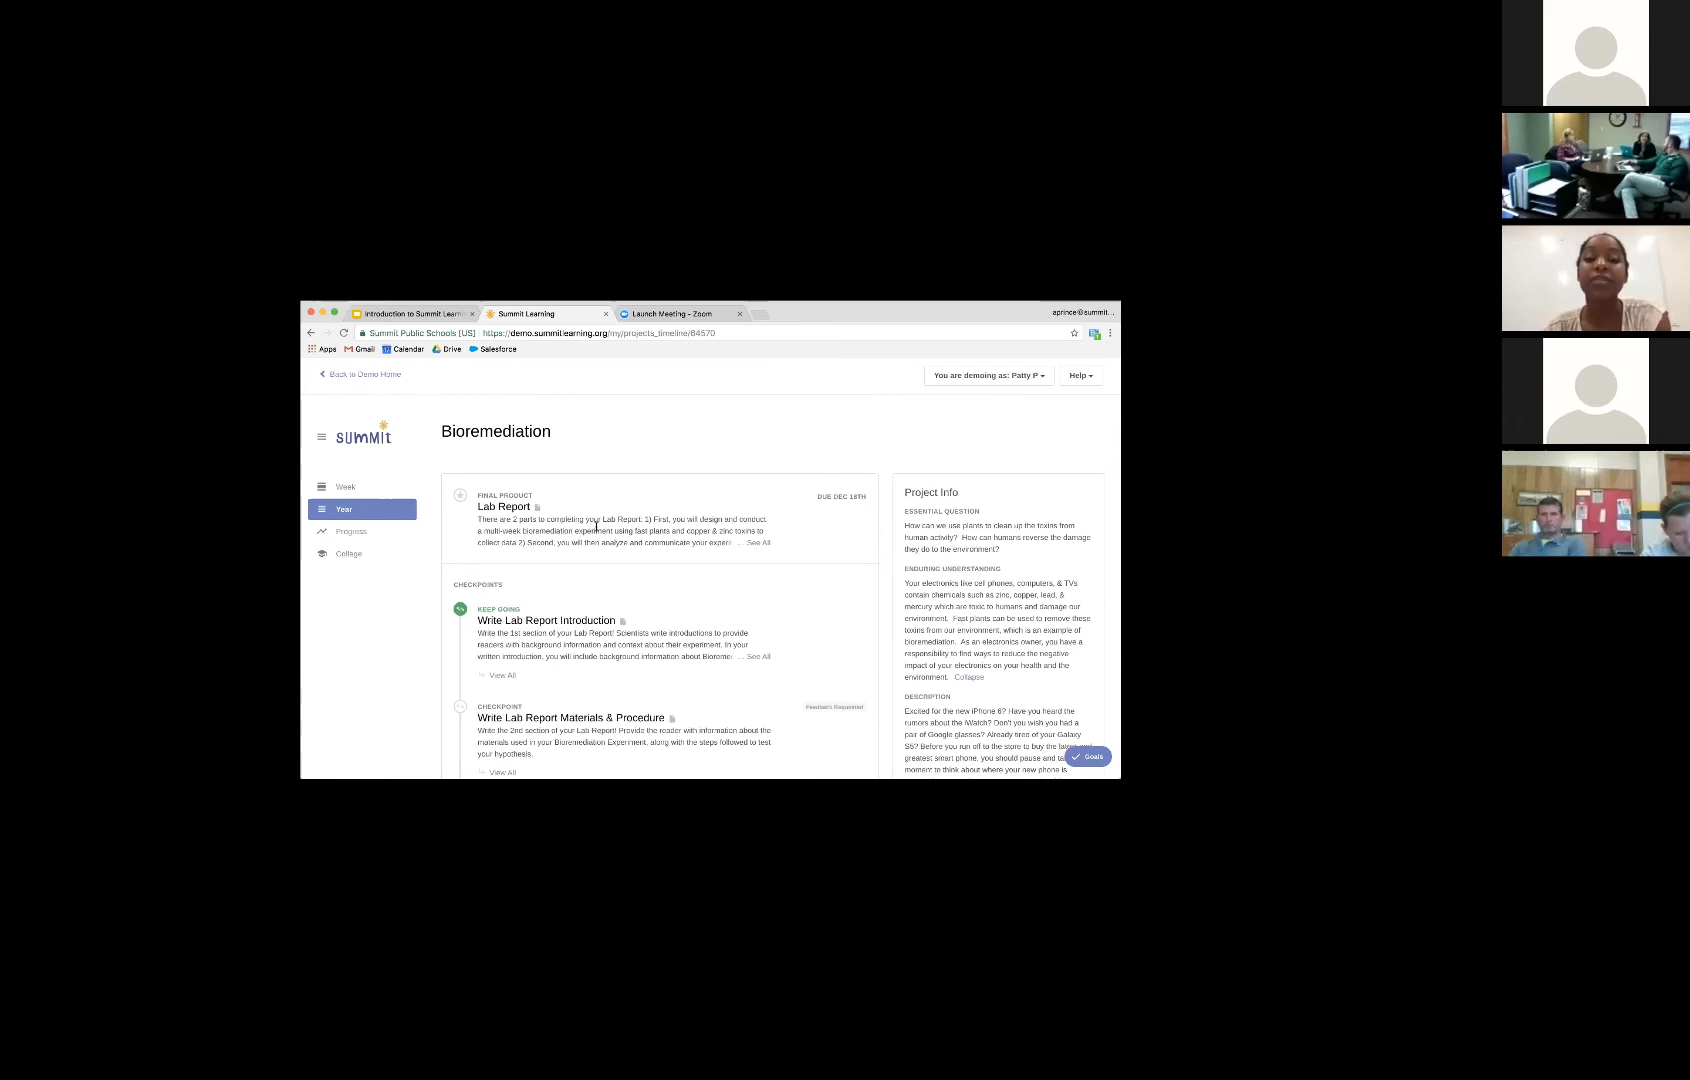 Introduction to Summit Learni
Summit Learning
Launch Meeting - Zoom
aprince@summit...
Summit Public Schools [US]
https://demo.summitlearning.org/my/projects_timeline/64570
Apps
Gmail
Calendar
Drive
Salesforce
Back to Demo Home
You are demoing as: Patty P
Help
summit
Bioremediation
Week
Year
Progress
College
FINAL PRODUCT
DUE DEC 18TH
Lab Report
There are 2 parts to completing your Lab Report: 1) First, you will design and conduct
a multi-week bioremediation experiment using fast plants and copper & zinc toxins to
collect data 2) Second, you will then analyze and communicate your experi ... See All
CHECKPOINTS
KEEP GOING
Write Lab Report Introduction
Write the 1st section of your Lab Report! Scientists write introductions to provide
readers with background information and context about their experiment. In your
written introduction, you will include background information about Bioreme ... See All
View All
CHECKPOINT
Feedback Requested
Write Lab Report Materials & Procedure
Write the 2nd section of your Lab Report! Provide the reader with information about the
materials used in your Bioremediation Experiment, along with the steps followed to test
your hypothesis.
View All
Project Info
ESSENTIAL QUESTION
How can we use plants to clean up the toxins from
human activity? How can humans reverse the damage
they do to the environment?
ENDURING UNDERSTANDING
Your electronics like cell phones, computers, & TVs
contain chemicals such as zinc, copper, lead, &
mercury which are toxic to humans and damage our
environment. Fast plants can be used to remove these
toxins from our environment, which is an example of
bioremediation. As an electronics owner, you have a
responsibility to find ways to reduce the negative
impact of your electronics on your health and the
environment. Collapse
DESCRIPTION
Excited for the new iPhone 6? Have you heard the
rumors about the iWatch? Don't you wish you had a
pair of Google glasses? Already tired of your Galaxy
S5? Before you run off to the store to buy the latest
greatest smart phone, you should pause and ta
moment to think about where your new phone is
Goals